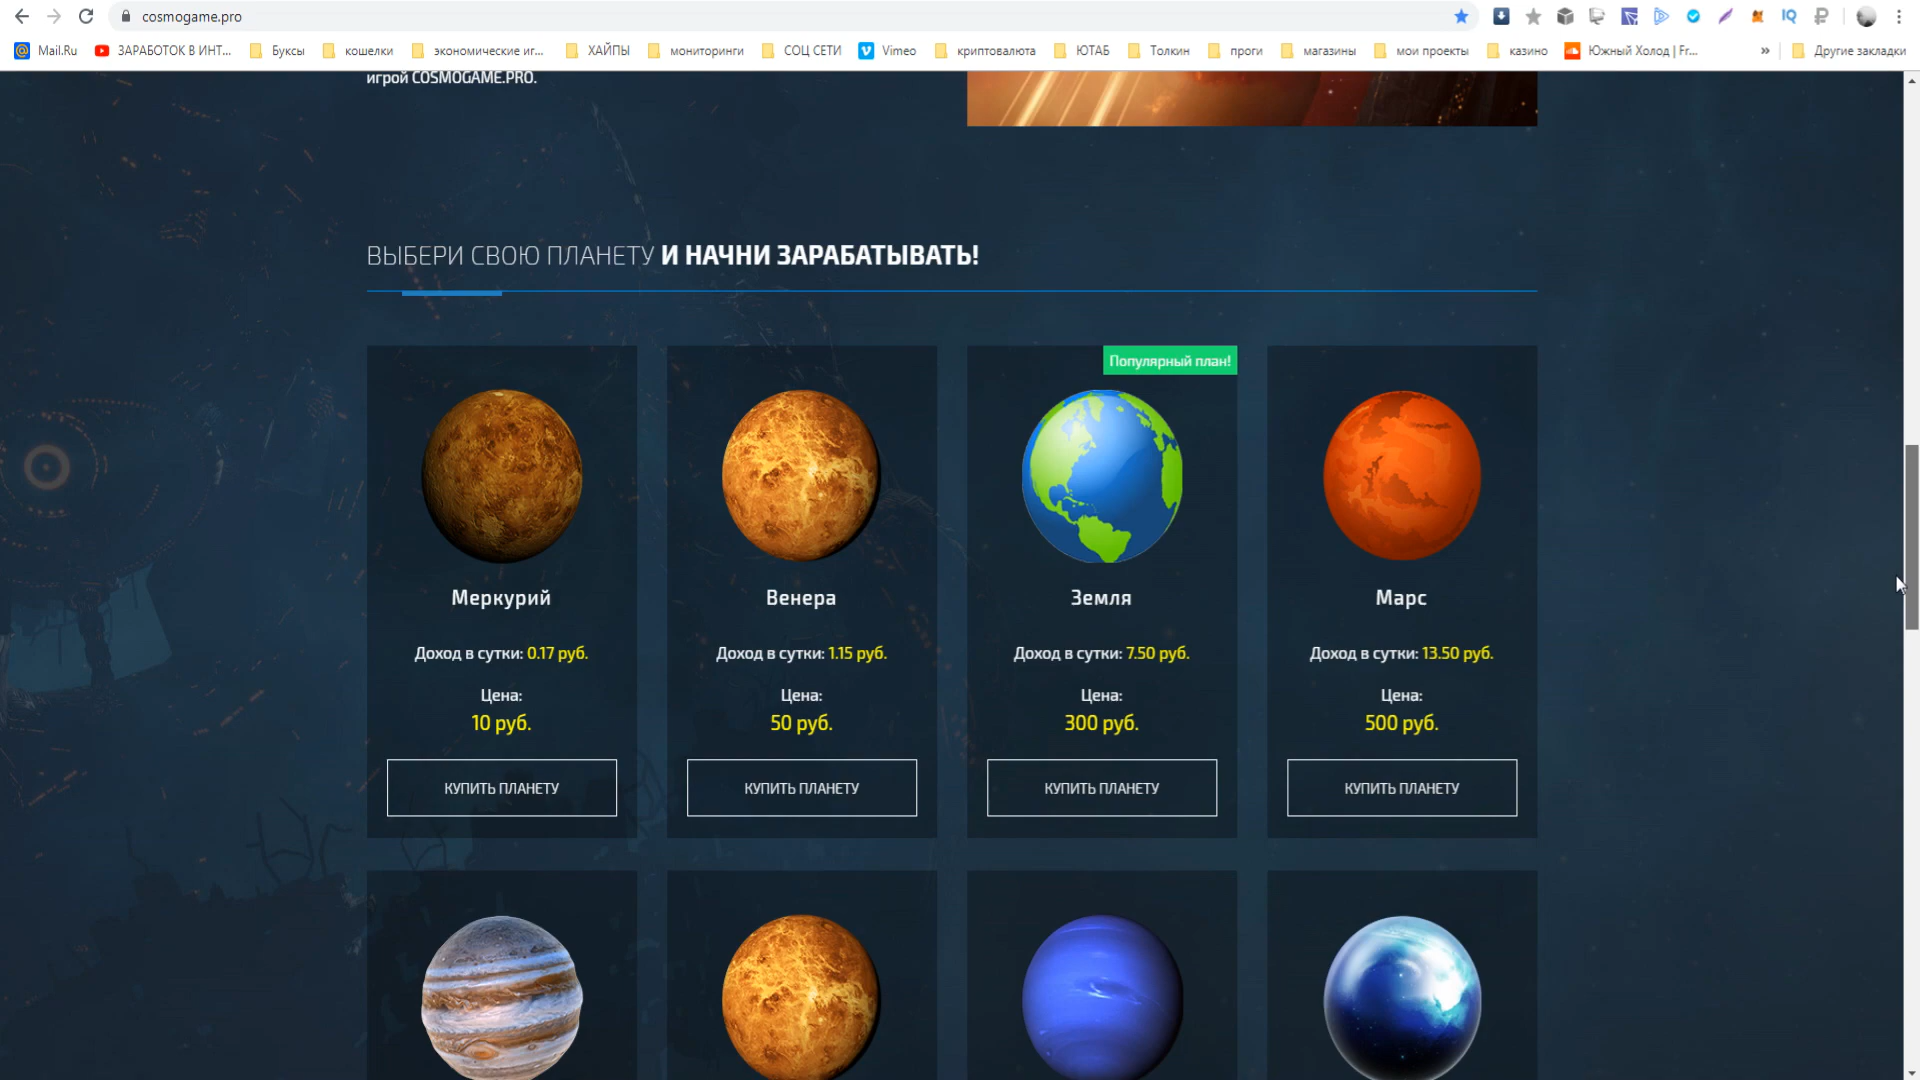 cosmogame.pro
Mail.Ru
ЗАРАБОТОК В ИНТ...
Буксы
кошелки
экономические иг...
ХАЙПЫ
мониторинги
СОЦ СЕТИ
Vimeo
криптовалюта
ЮТАБ
Толкин
проги
магазины
мои проекты
казино
Южный Холод | Fr...
»
Другие закладки
игрой COSMOGAME.PRO.
ВЫБЕРИ СВОЮ ПЛАНЕТУ И НАЧНИ ЗАРАБАТЫВАТЬ!
Меркурий
Доход в сутки: 0.17 руб.
Цена:
10 руб.
КУПИТЬ ПЛАНЕТУ
Венера
Доход в сутки: 1.15 руб.
Цена:
50 руб.
КУПИТЬ ПЛАНЕТУ
Популярный план!
Земля
Доход в сутки: 7.50 руб.
Цена:
300 руб.
КУПИТЬ ПЛАНЕТУ
Марс
Доход в сутки: 13.50 руб.
Цена:
500 руб.
КУПИТЬ ПЛАНЕТУ